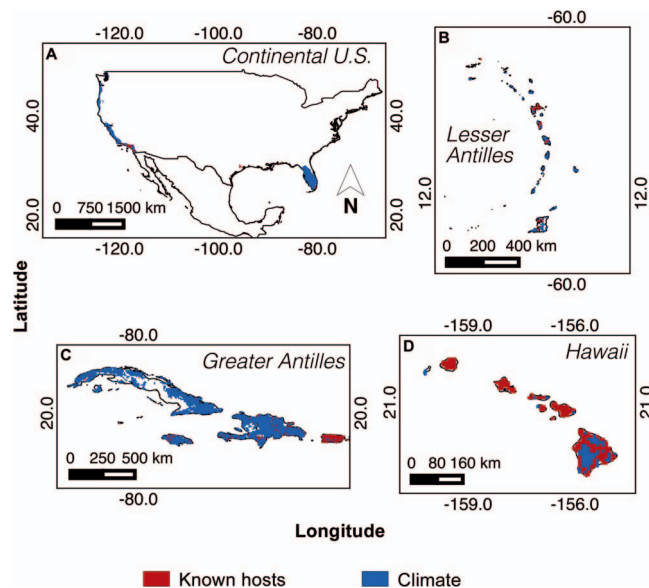 -120.0 -100.0 -80.0
A Continental U.S.
40.0 40.0
20.0 20.0
N
0 750 1500 km
-120.0 -100.0 -80.0
-60.0
B
Lesser
Antilles
12.0 12.0
0 200 400 km
-60.0
Latitude
-80.0
C Greater Antilles
20.0 20.0
0 250 500 km
-80.0
-159.0 -156.0
D Hawaii
21.0 21.0
0 80 160 km
-159.0 -156.0
Longitude
Known hosts Climate